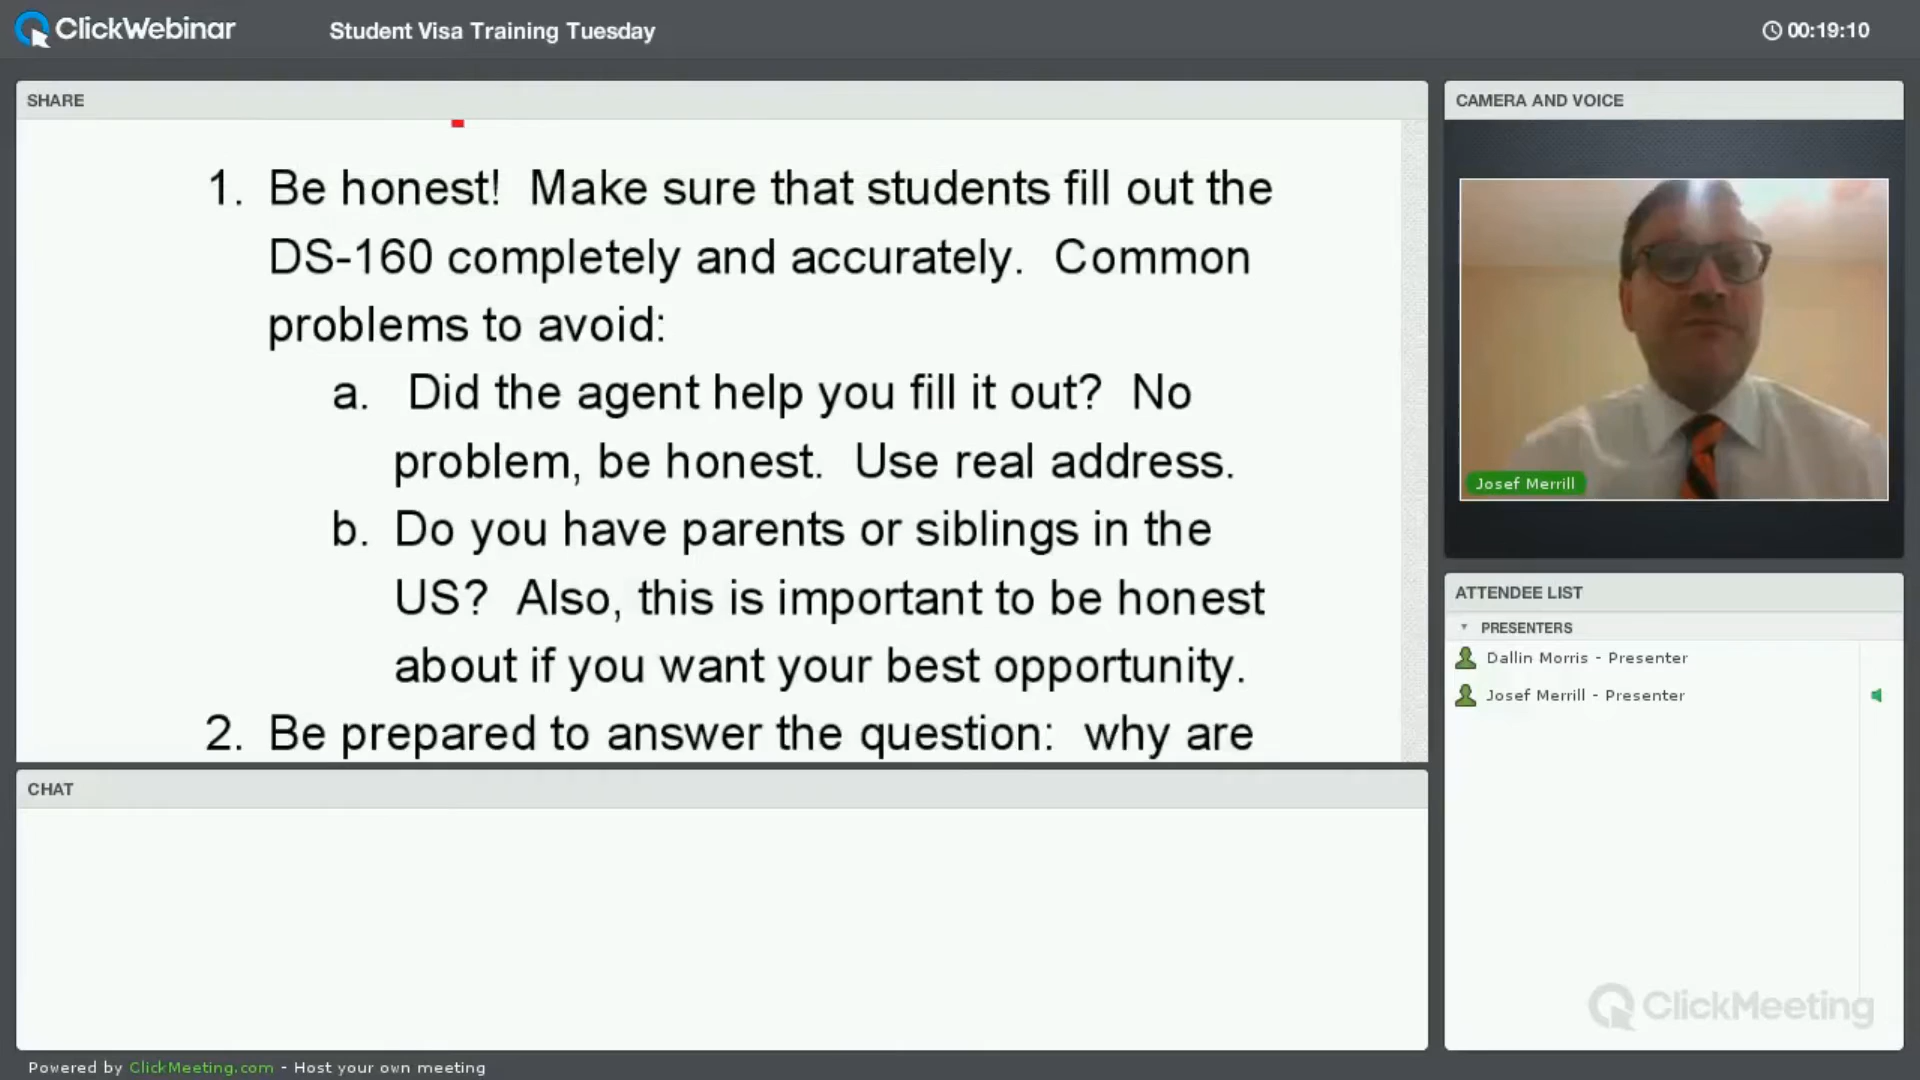 ClickWebinar
Student Visa Training Tuesday
00:19:10
SHARE
1. Be honest!  Make sure that students fill out the
DS-160 completely and accurately.  Common
problems to avoid:
a. Did the agent help you fill it out?  No
problem, be honest.  Use real address.
b. Do you have parents or siblings in the
US?  Also, this is important to be honest
about if you want your best opportunity.
2. Be prepared to answer the question:  why are
CAMERA AND VOICE
Josef Merrill
ATTENDEE LIST
PRESENTERS
Dallin Morris - Presenter
Josef Merrill - Presenter
CHAT
ClickMeeting
Powered by ClickMeeting.com - Host your own meeting